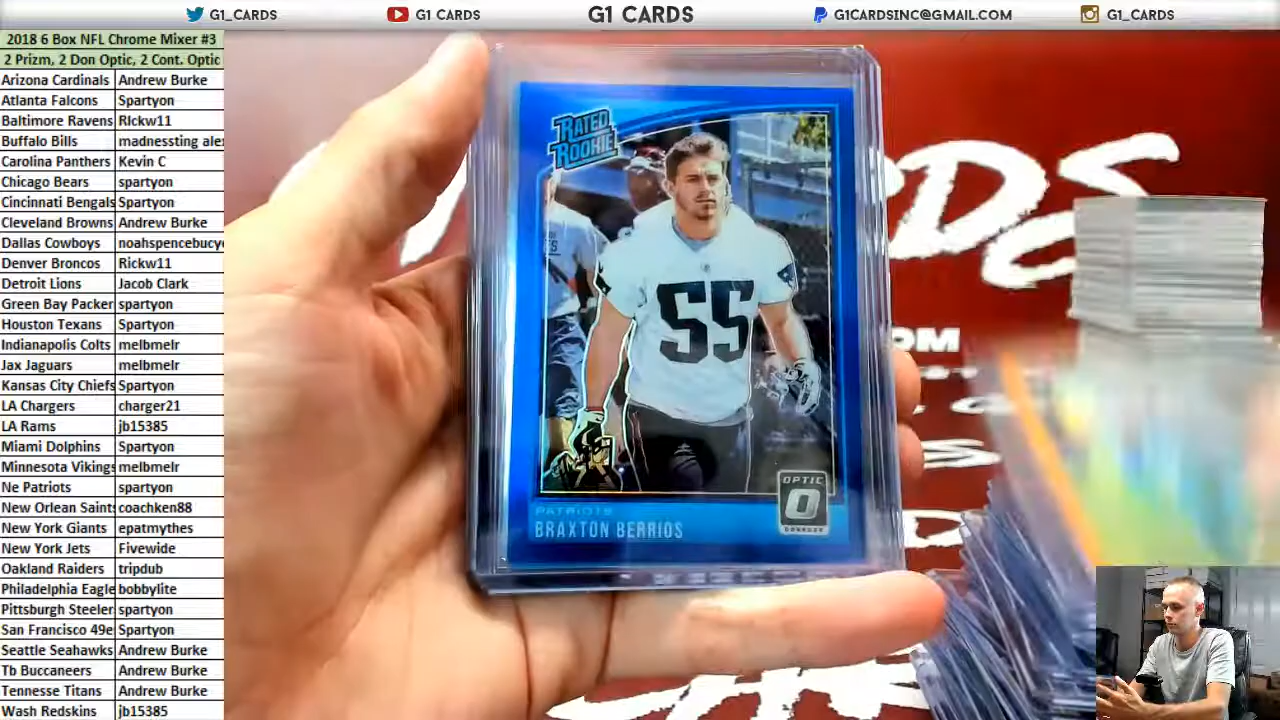 G1_CARDS
G1 CARDS
G1 CARDS
G1CARDSINC@GMAIL.COM
G1_CARDS
2018 6 Box NFL Chrome Mixer #3
2 Prizm, 2 Don Optic, 2 Cont. Optic
Arizona Cardinals Andrew Burke
Atlanta Falcons Spartyon
Baltimore Ravens RIckw11
Buffalo Bills madnessting ale
Carolina Panthers Kevin C
Chicago Bears spartyon
Cincinnati Bengals Spartyon
Cleveland Browns Andrew Burke
Dallas Cowboys noahspencebucy
Denver Broncos Rickw11
Detroit Lions Jacob Clark
Green Bay Packer spartyon
Houston Texans Spartyon
Indianapolis Colts melbmelr
Jax Jaguars melbmelr
Kansas City Chiefs Spartyon
LA Chargers charger21
LA Rams jb15385
Miami Dolphins Spartyon
Minnesota Vikings melbmelr
Ne Patriots spartyon
New Orlean Saints coachken88
New York Giants epatmythes
New York Jets Fivewide
Oakland Raiders tripdub
Philadelphia Eagle bobbylite
Pittsburgh Steeler spartyon
San Francisco 49e Spartyon
Seattle Seahawks Andrew Burke
Tb Buccaneers Andrew Burke
Tennesse Titans Andrew Burke
Wash Redskins jb15385
RATED
ROOKIE
55
OPTIC
DONRUSS
PATRIOTS
BRAXTON BERRIOS
RDS
OM